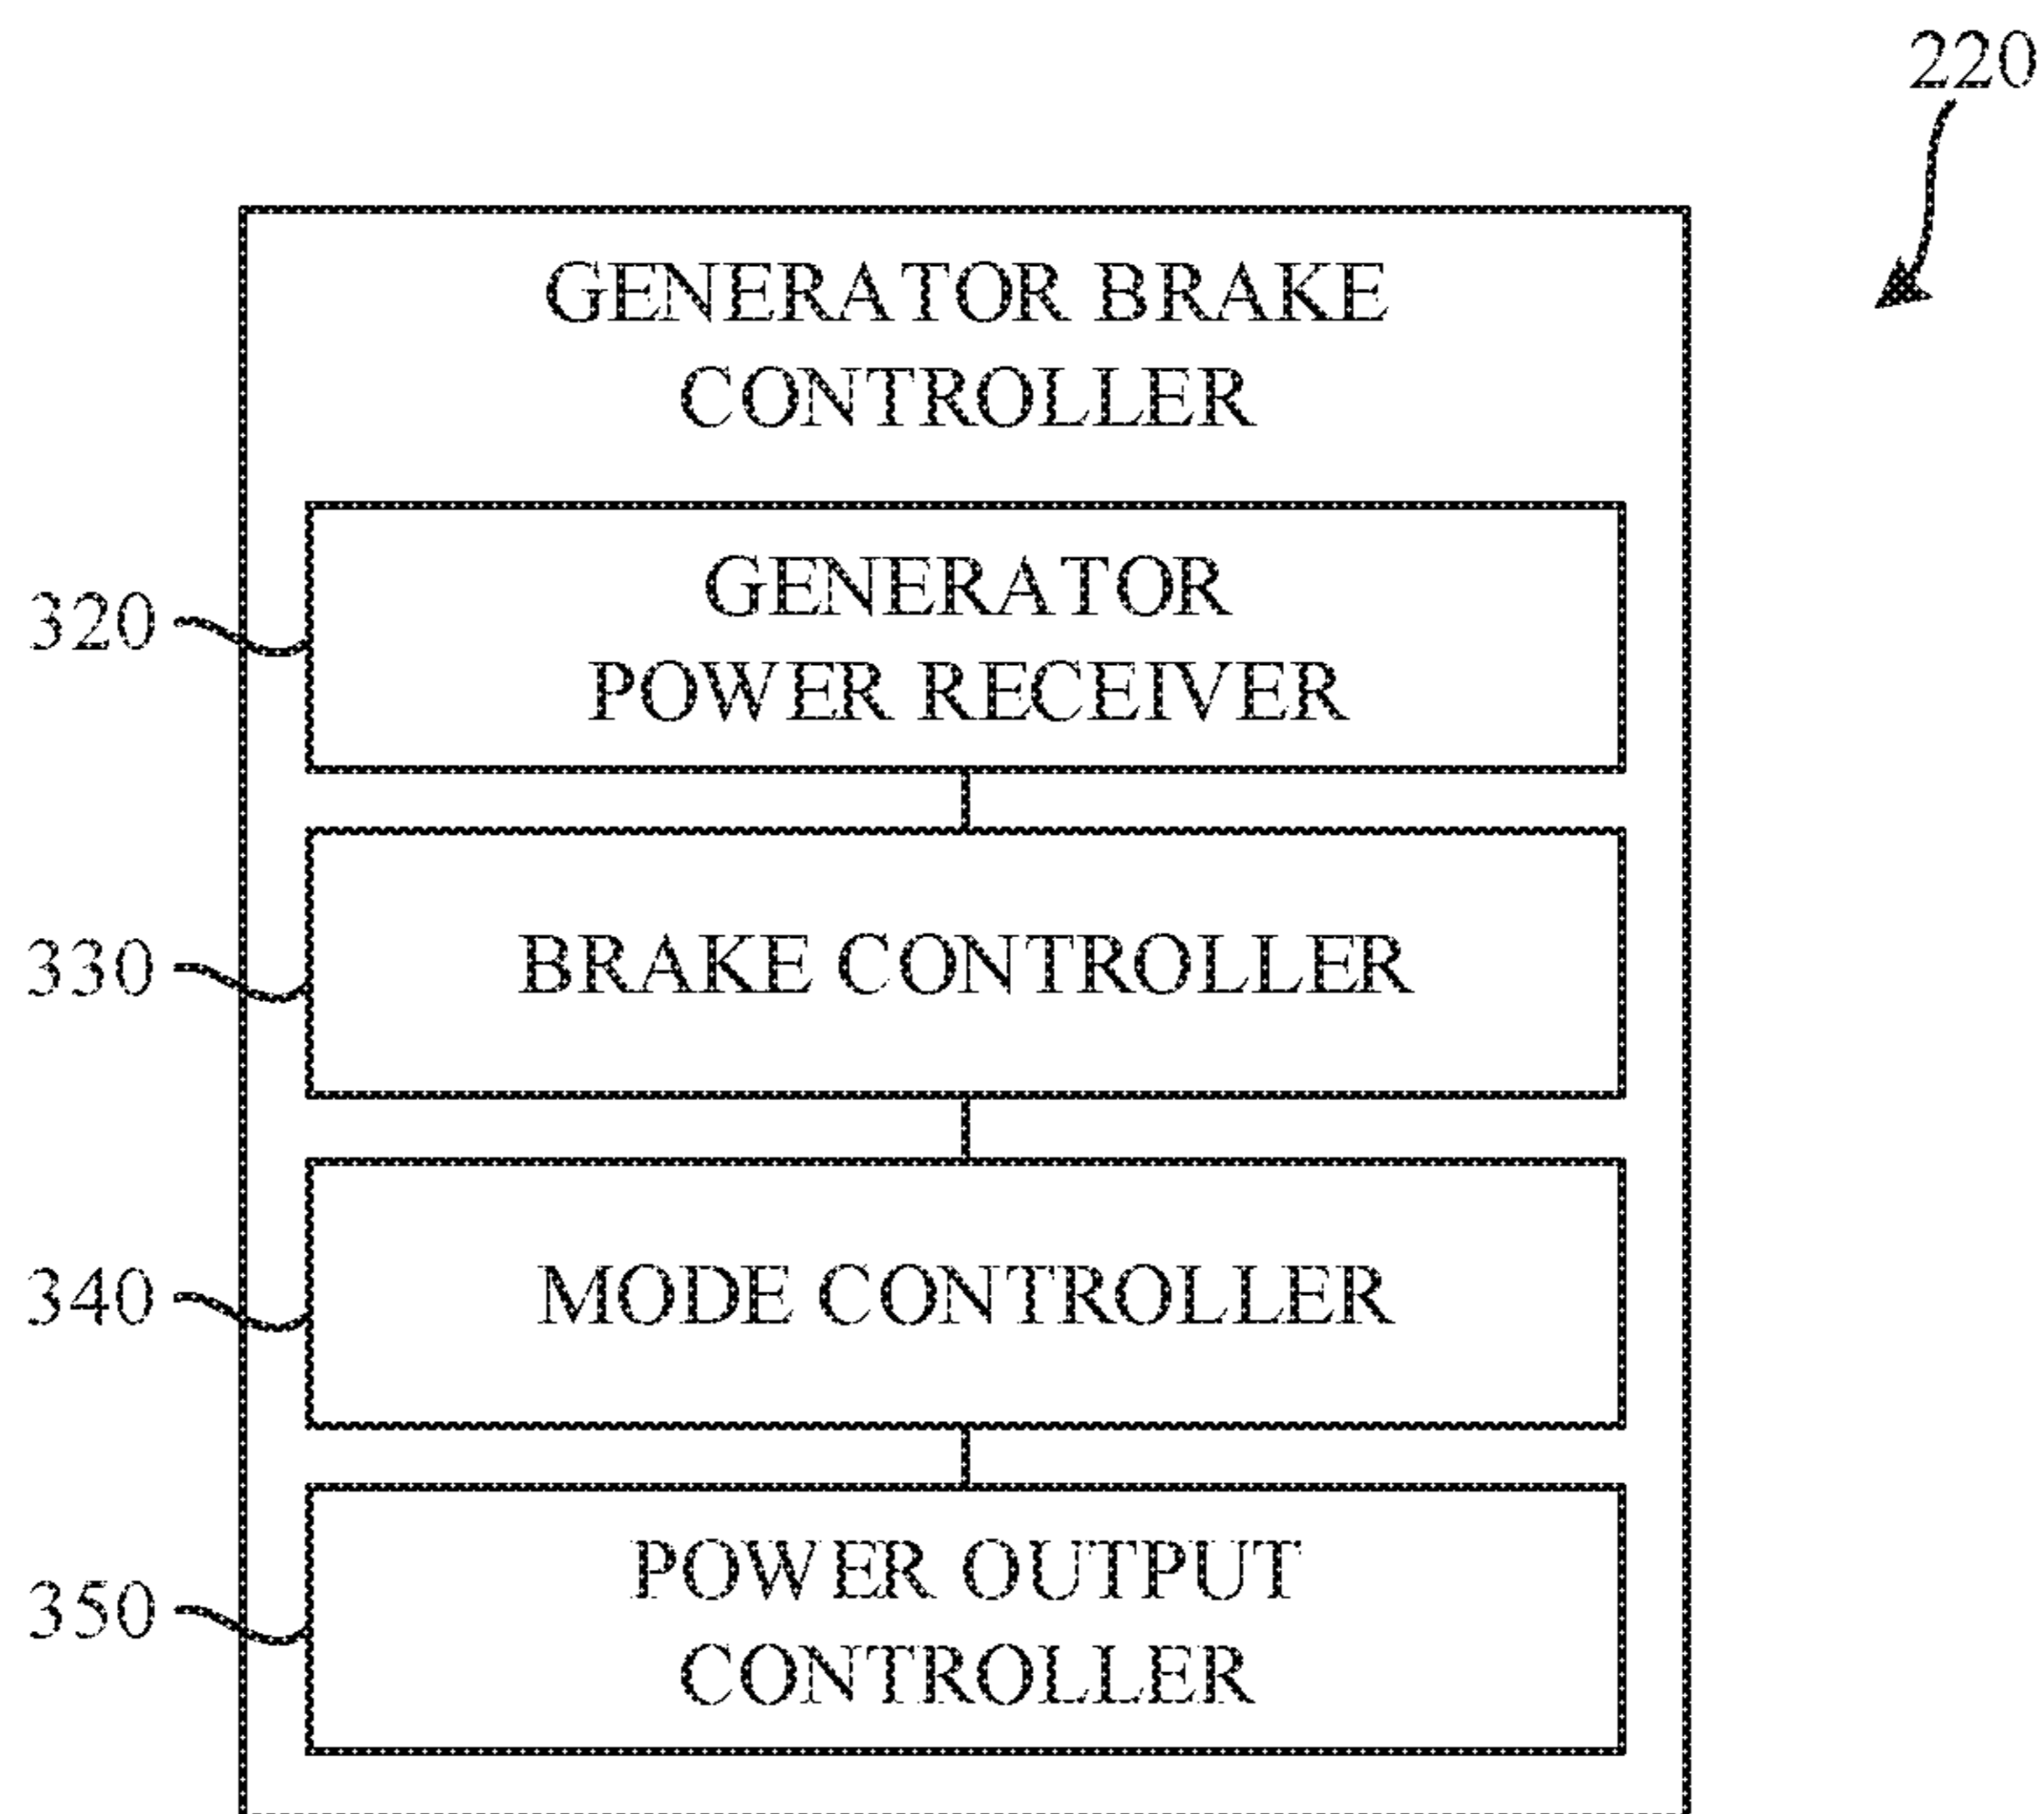 220
GENERATOR BRAKE
CONTROLLER
GENERATOR
320
POWER RECEIVER
330
BRAKE CONTROLLER
340
MODE CONTROLLER
POWER OUTPUT
350
CONTROLLER